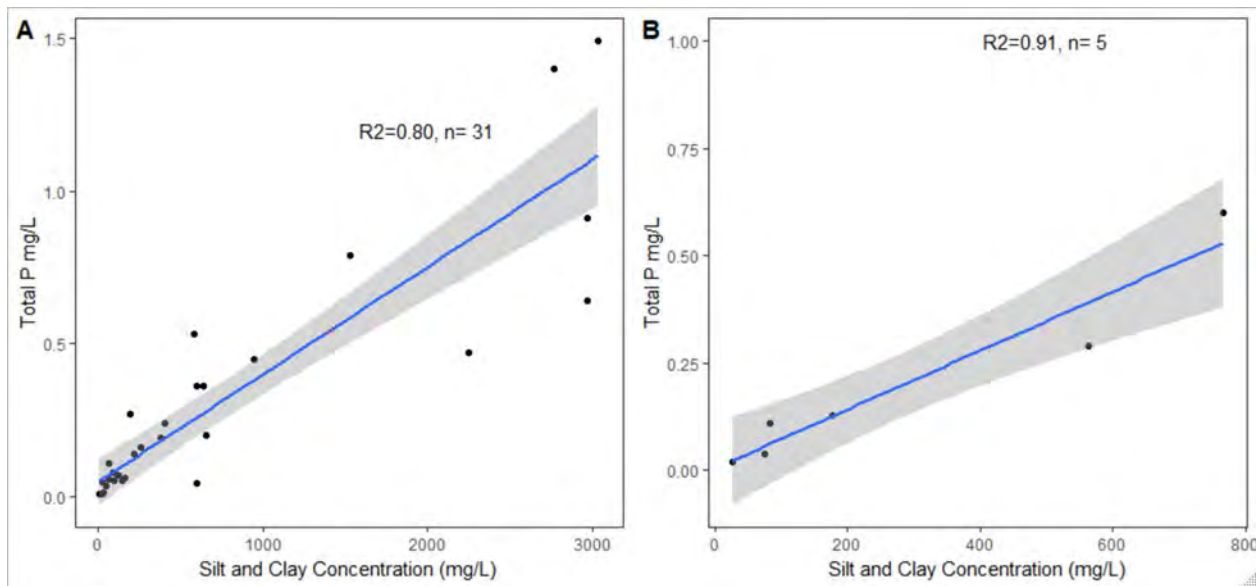 A
R2=0.80, n= 31
1.5
1.0
0.5
0.0
Total P mg/L
0
1000
2000
3000
Silt and Clay Concentration (mg/L)
B
R2=0.91, n= 5
1.00
0.75
0.50
0.25
0.00
Total P mg/L
0
200
400
600
800
Silt and Clay Concentration (mg/L)